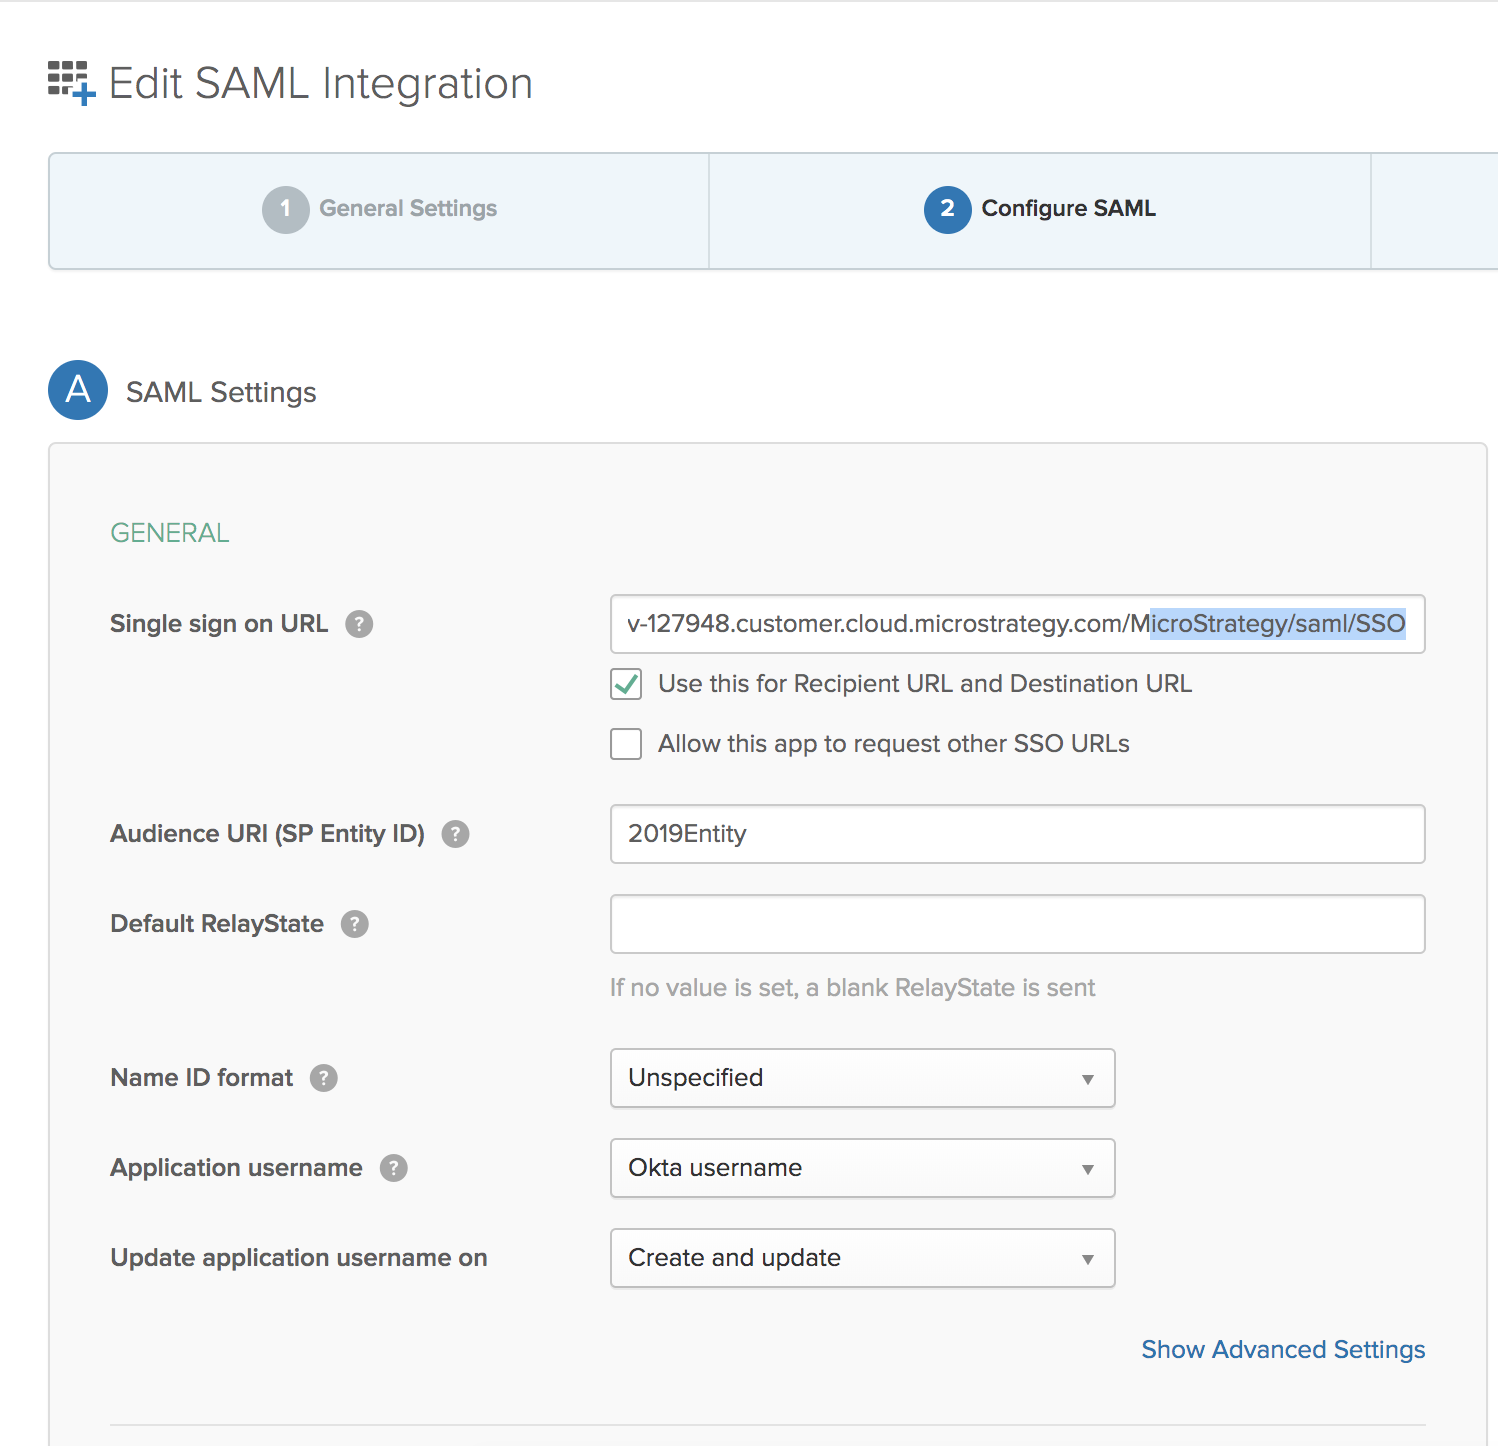 Edit SAML Integration
1 General Settings
2 Configure SAML
A SAML Settings
GENERAL
Single sign on URL ? v-127948.customer.cloud.microstrategy.com/MicroStrategy/saml/SSO
Use this for Recipient URL and Destination URL
Allow this app to request other SSO URLs
Audience URI (SP Entity ID) ? 2019Entity
Default RelayState ?
If no value is set, a blank RelayState is sent
Name ID format ? Unspecified
Application username ? Okta username
Update application username on Create and update
Show Advanced Settings